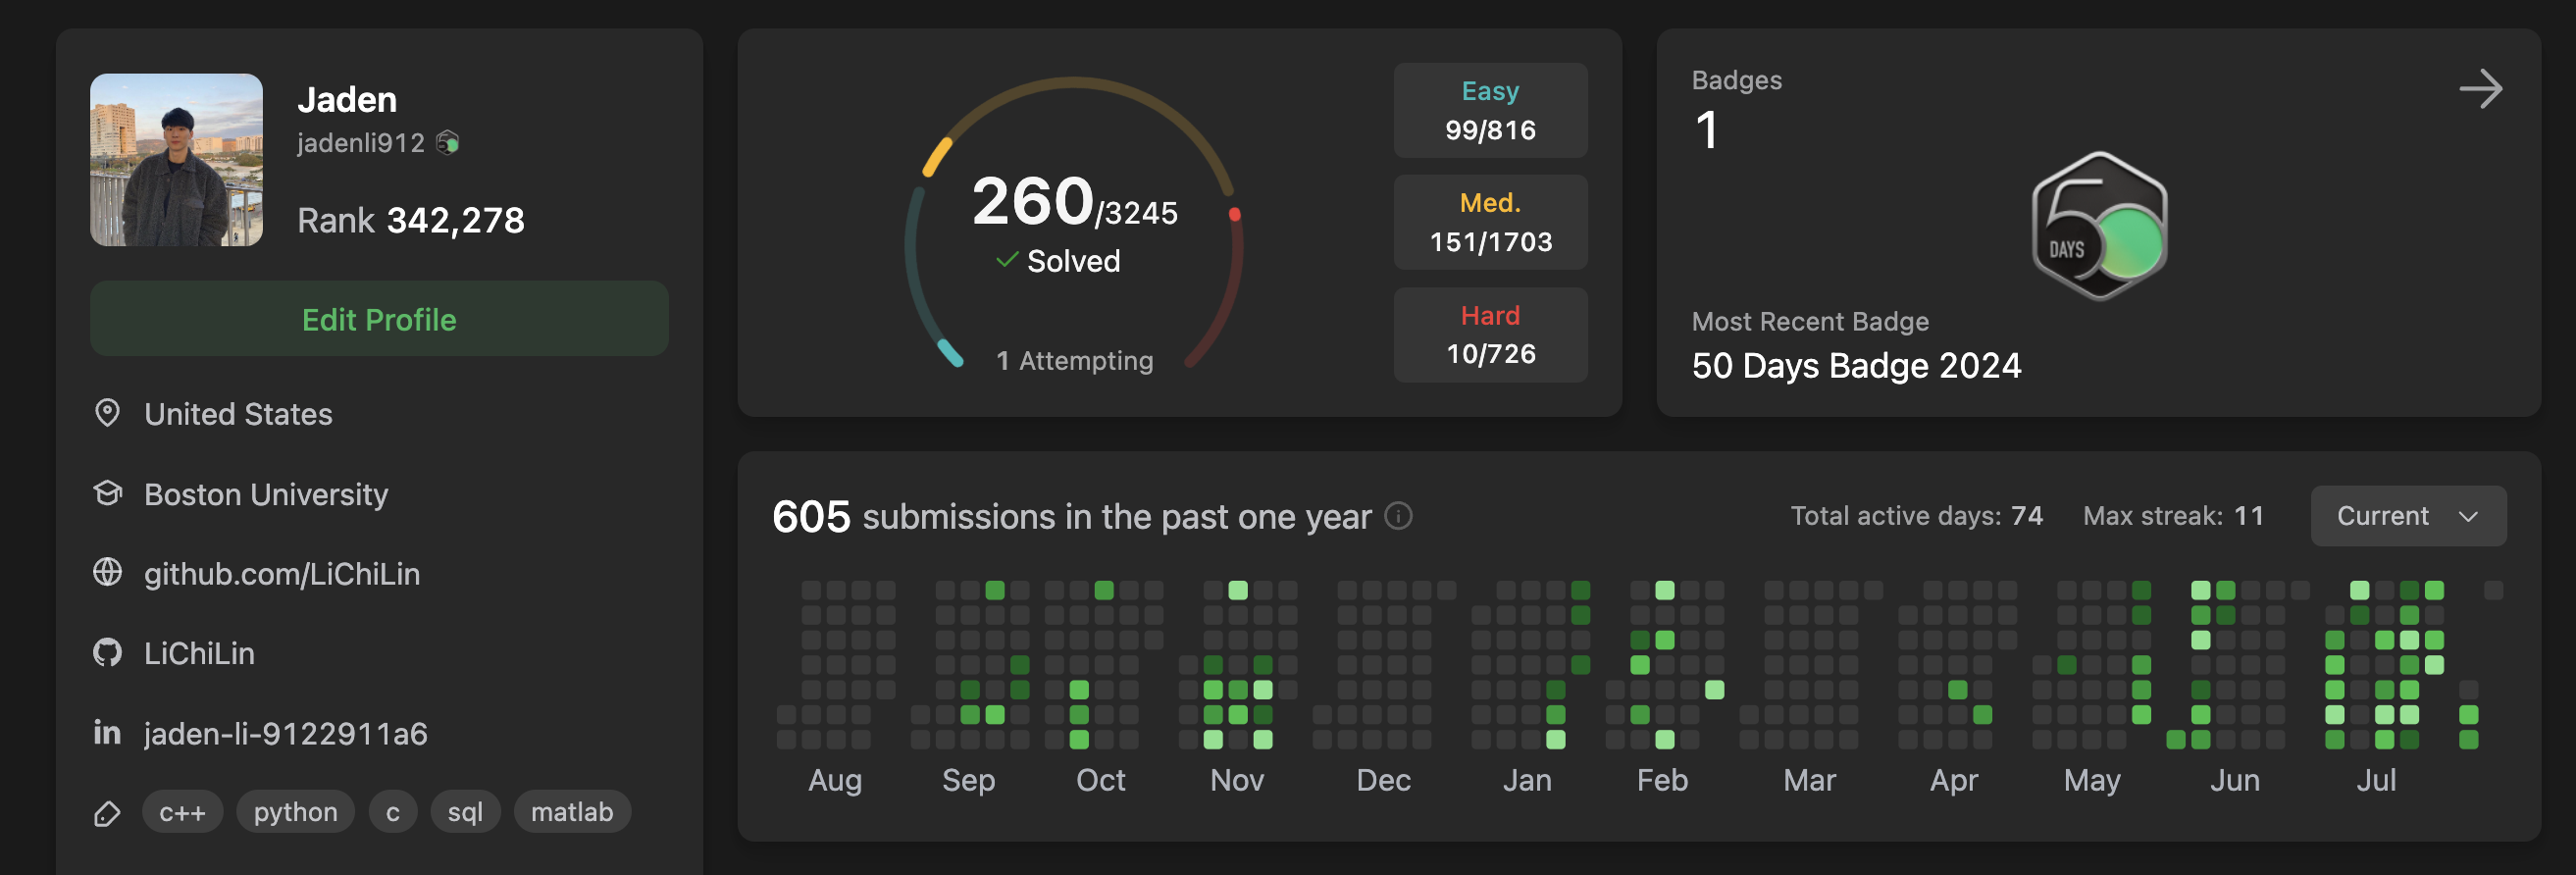 Jaden
jadenli912
Rank 342,278
Edit Profile
United States
Boston University
github.com/LiChiLin
LiChiLin
in jaden-li-9122911a6
c++ python c sql matlab
260/3245
Solved
1 Attempting
Easy
99/816
Med.
151/1703
Hard
10/726
Badges
1
50 DAYS
Most Recent Badge
50 Days Badge 2024
605 submissions in the past one year
Total active days: 74 Max streak: 11 Current
Aug Sep Oct Nov Dec Jan Feb Mar Apr May Jun Jul